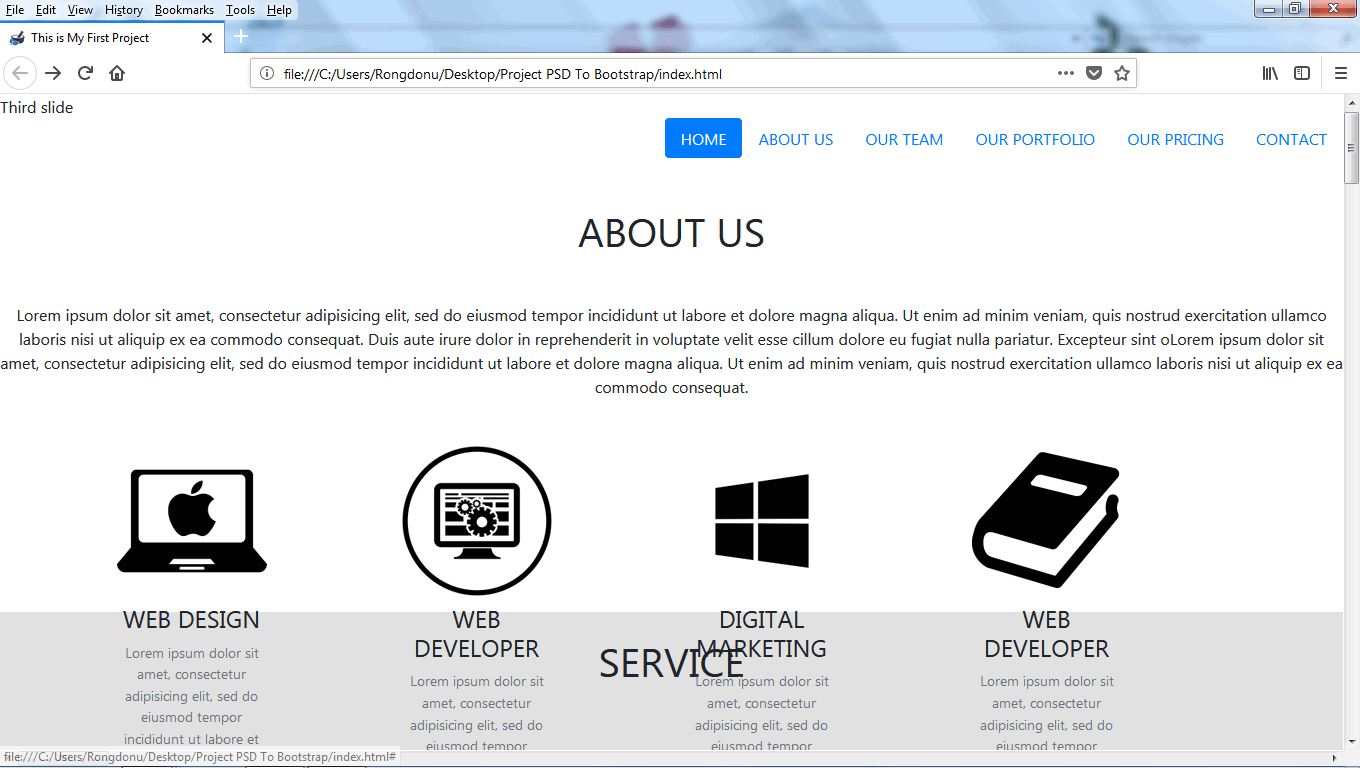 File Edit View History Bookmarks Tools Help
This is My First Project
file:///C:/Users/Rongdonu/Desktop/Project PSD To Bootstrap/index.html
Third slide
HOME ABOUT US OUR TEAM OUR PORTFOLIO OUR PRICING CONTACT
ABOUT US
Lorem ipsum dolor sit amet, consectetur adipisicing elit, sed do eiusmod tempor incididunt ut labore et dolore magna aliqua. Ut enim ad minim veniam, quis nostrud exercitation ullamco
laboris nisi ut aliquip ex ea commodo consequat. Duis aute irure dolor in reprehenderit in voluptate velit esse cillum dolore eu fugiat nulla pariatur. Excepteur sint oLorem ipsum dolor sit
amet, consectetur adipisicing elit, sed do eiusmod tempor incididunt ut labore et dolore magna aliqua. Ut enim ad minim veniam, quis nostrud exercitation ullamco laboris nisi ut aliquip ex ea
commodo consequat.
WEB DESIGN
Lorem ipsum dolor sit
amet, consectetur
adipisicing elit, sed do
eiusmod tempor
incididunt ut labore et
WEB
DEVELOPER
Lorem ipsum dolor sit
amet, consectetur
adipisicing elit, sed do
eiusmod tempor
DIGITAL
MARKETING
SERVICE
Lorem ipsum dolor sit
amet, consectetur
adipisicing elit, sed do
eiusmod tempor
WEB
DEVELOPER
Lorem ipsum dolor sit
amet, consectetur
adipisicing elit, sed do
eiusmod tempor
file:///C:/Users/Rongdonu/Desktop/Project PSD To Bootstrap/index.html#